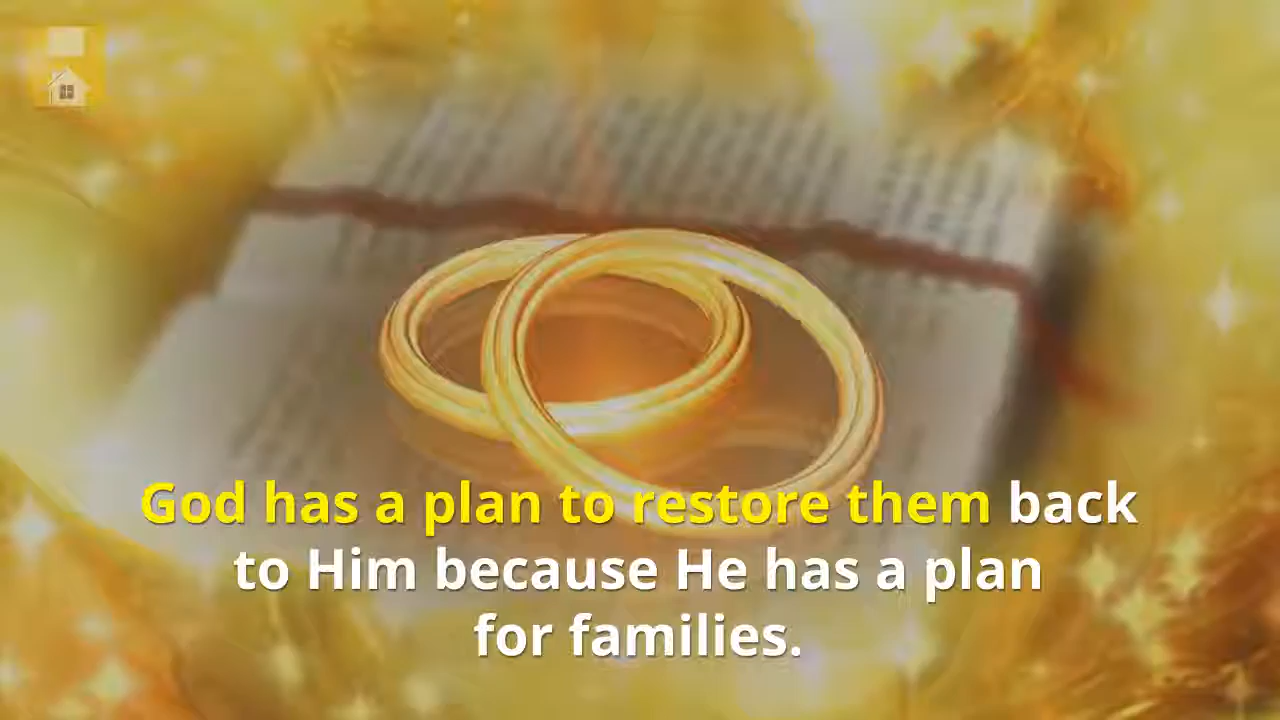 God has a plan to restore them back
to Him because He has a plan
for families.